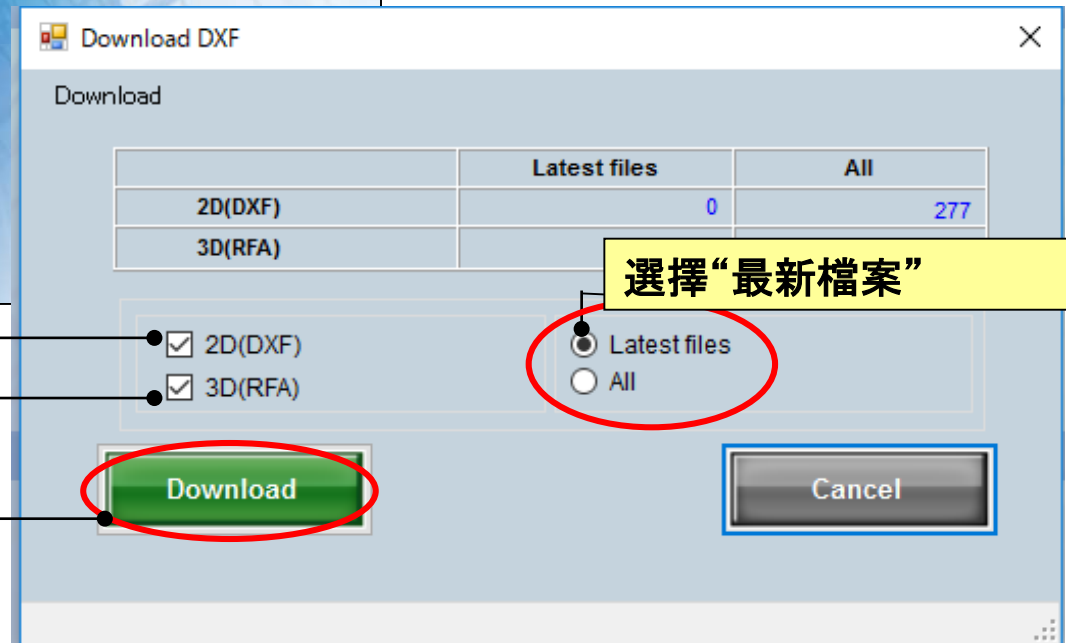 Download DXF
Download
Latest files All
2D(DXF) 0 277
3D(RFA)
選擇“最新檔案”
2D(DXF) Latest files
3D(RFA) All
Download Cancel